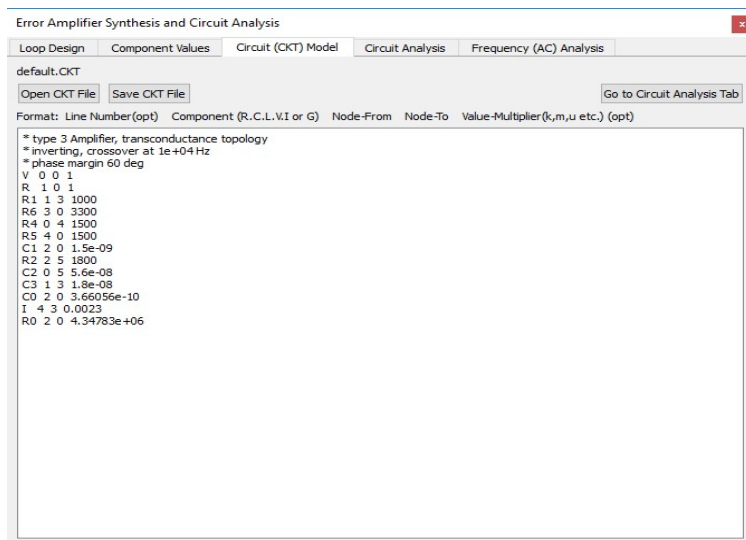 Error Amplifier Synthesis and Circuit Analysis
x
Loop Design Component Values Circuit (CKT) Model Circuit Analysis Frequency (AC) Analysis
default.CKT
Open CKT File Save CKT File Go to Circuit Analysis Tab
Format: Line Number(opt) Component (R.C.L.V.I or G) Node-From Node-To Value-Multiplier(k,m,u etc.) (opt)
* type 3 Amplifier, transconductance topology
* inverting, crossover at 1e+04 Hz
* phase margin 60 deg
V 0 0 1
R 1 0 1
R1 1 3 1000
R6 3 0 3300
R4 0 4 1500
R5 4 0 1500
C1 2 0 1.5e-09
R2 2 5 1800
C2 0 5 5.6e-08
C3 1 3 1.8e-08
C0 2 0 3.66056e-10
I 4 3 0.0023
R0 2 0 4.34783e+06